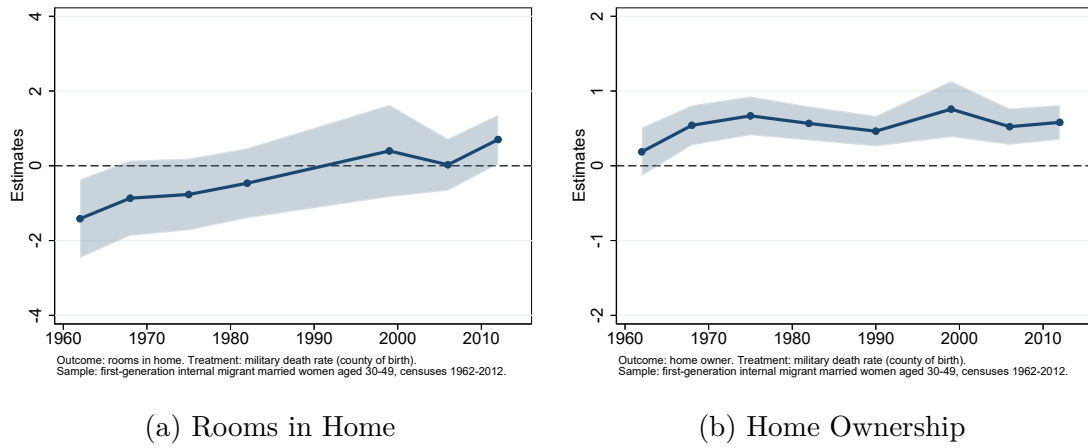 4
2
0
-2
-4
Estimates
1960 1970 1980 1990 2000 2010
Outcome: rooms in home. Treatment: military death rate (county of birth).
Sample: first-generation internal migrant married women aged 30-49, censuses 1962-2012.
(a) Rooms in Home
2
1
0
-1
-2
Estimates
1960 1970 1980 1990 2000 2010
Outcome: home owner. Treatment: military death rate (county of birth).
Sample: first-generation internal migrant married women aged 30-49, censuses 1962-2012.
(b) Home Ownership